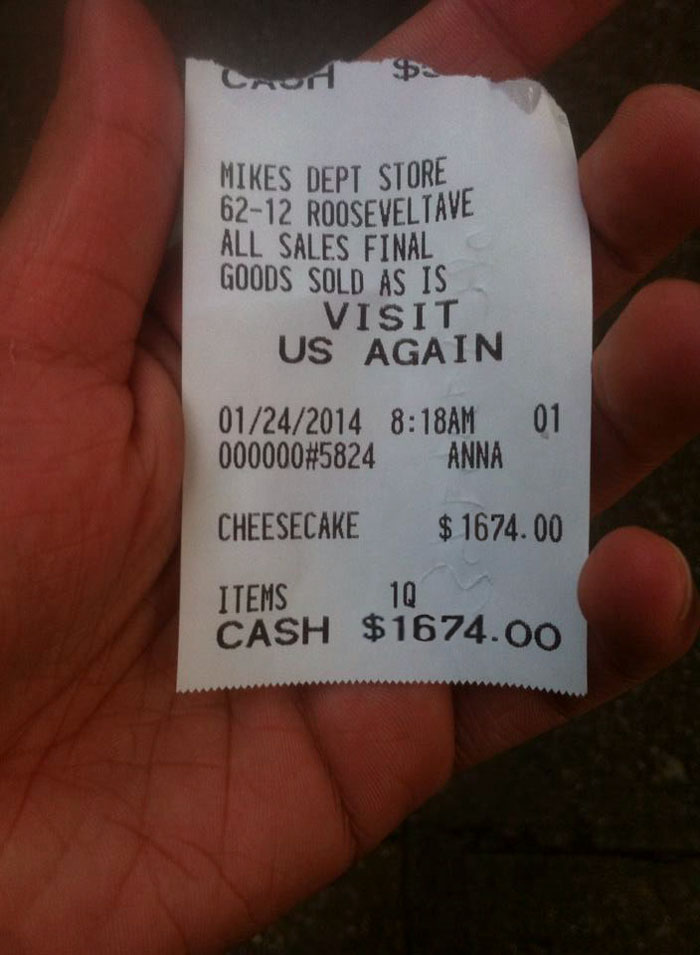 CASH $
MIKES DEPT STORE
62-12 ROOSEVELTAVE
ALL SALES FINAL
GOODS SOLD AS IS
VISIT
US AGAIN
01/24/2014 8:18AM 01
000000#5824 ANNA
CHEESECAKE $1674.00
ITEMS 1Q
CASH $1674.00